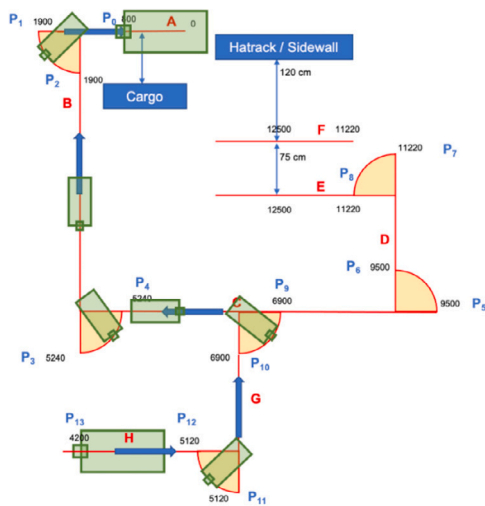 P1
1900
P0
800
A
0
Hatrack / Sidewall
P2
1900
B
Cargo
120 cm
12500
F
11220
75 cm
11220
P7
P8
E
12500
11220
D
P6
9500
9500
P5
P4
5240
C
P9
6900
P3
5240
6900
P10
G
P13
4200
H
P12
5120
5120
P11